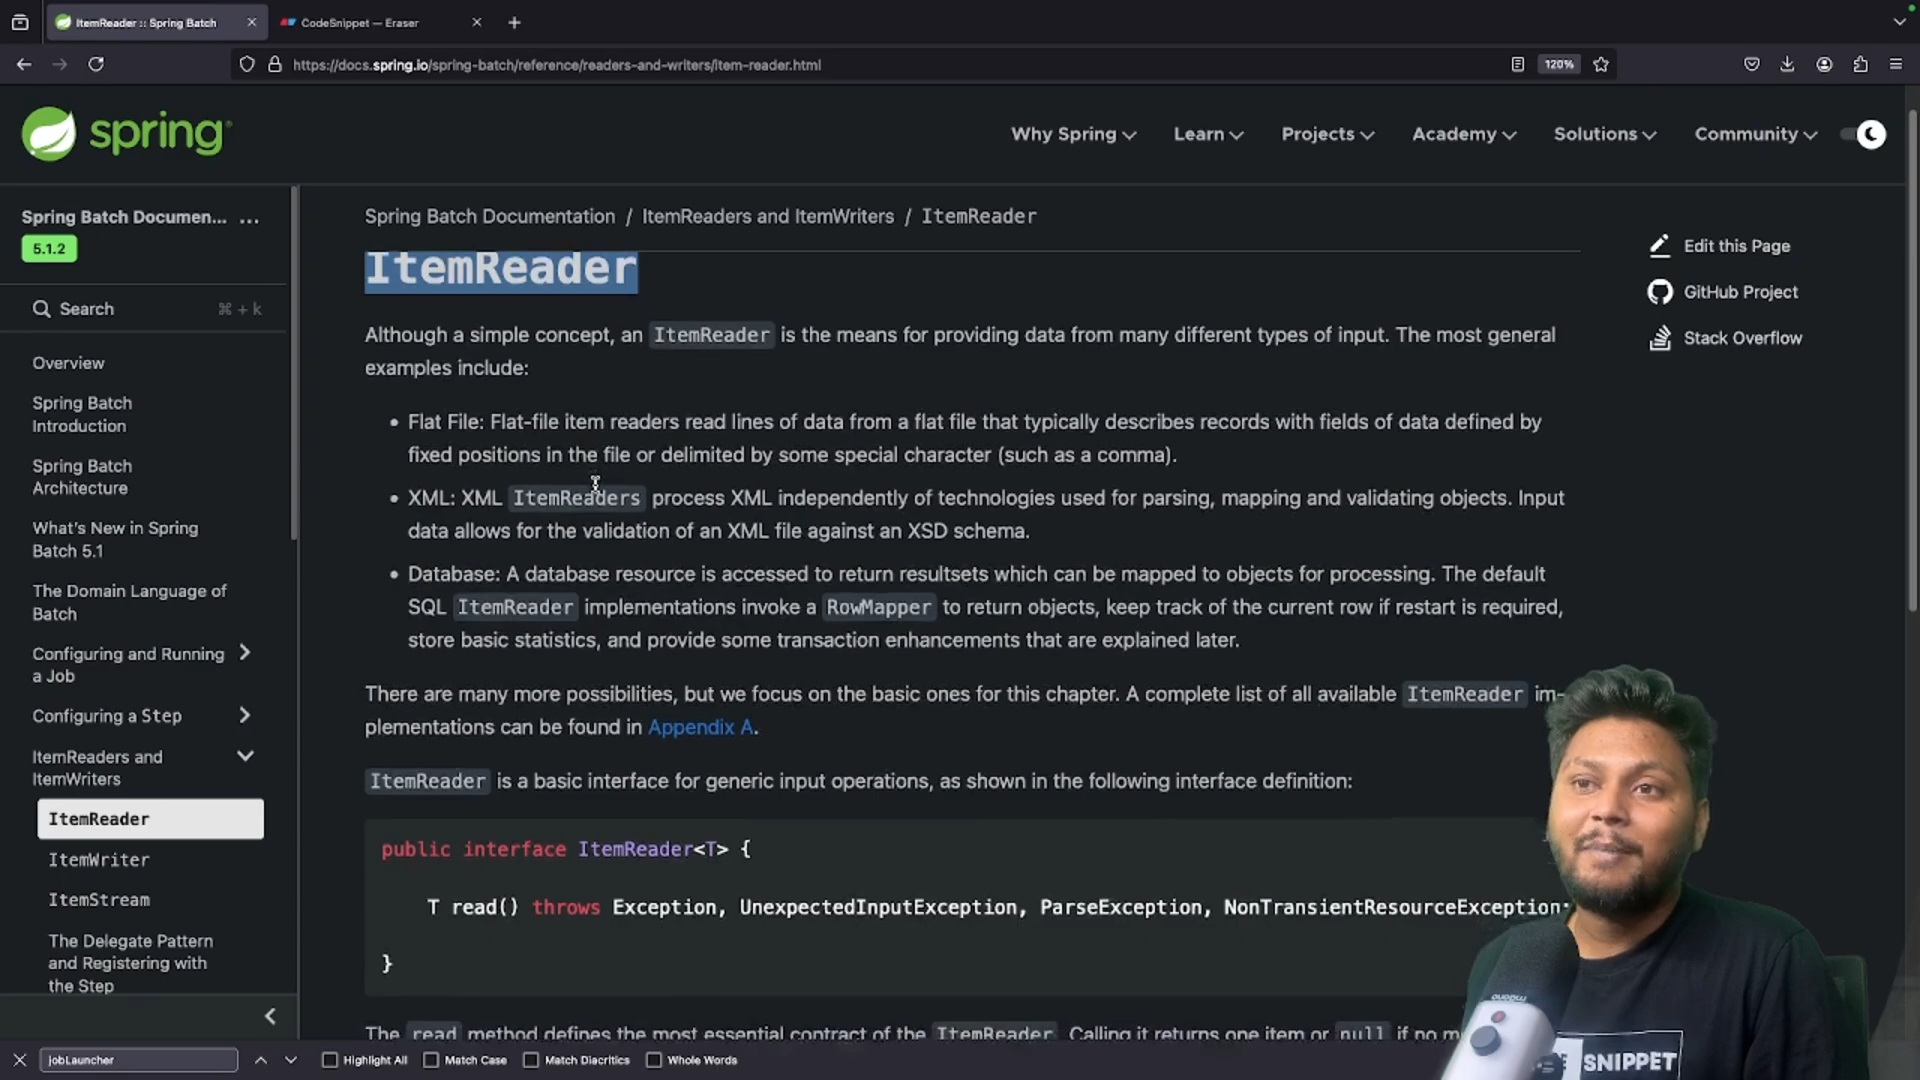 ItemReader :: Spring Batch
CodeSnippet — Eraser
https://docs.spring.io/spring-batch/reference/readers-and-writers/item-reader.html
120%
spring
Why Spring
Learn
Projects
Academy
Solutions
Community
Spring Batch Documen... ...
5.1.2
Search
⌘ + k
Overview
Spring Batch
Introduction
Spring Batch
Architecture
What's New in Spring
Batch 5.1
The Domain Language of
Batch
Configuring and Running
a Job
Configuring a Step
ItemReaders and
ItemWriters
ItemReader
ItemWriter
ItemStream
The Delegate Pattern
and Registering with
the Step
Spring Batch Documentation / ItemReaders and ItemWriters / ItemReader
ItemReader
Although a simple concept, an ItemReader is the means for providing data from many different types of input. The most general
examples include:
• Flat File: Flat-file item readers read lines of data from a flat file that typically describes records with fields of data defined by
fixed positions in the file or delimited by some special character (such as a comma).
• XML: XML ItemReaders process XML independently of technologies used for parsing, mapping and validating objects. Input
data allows for the validation of an XML file against an XSD schema.
• Database: A database resource is accessed to return resultsets which can be mapped to objects for processing. The default
SQL ItemReader implementations invoke a RowMapper to return objects, keep track of the current row if restart is required,
store basic statistics, and provide some transaction enhancements that are explained later.
There are many more possibilities, but we focus on the basic ones for this chapter. A complete list of all available ItemReader im-
plementations can be found in Appendix A.
ItemReader is a basic interface for generic input operations, as shown in the following interface definition:
public interface ItemReader<T> {
T read() throws Exception, UnexpectedInputException, ParseException, NonTransientResourceException;
}
The read method defines the most essential contract of the ItemReader. Calling it returns one item or null if no m
Edit this Page
GitHub Project
Stack Overflow
maono
SNIPPET
jobLauncher
Highlight All
Match Case
Match Diacritics
Whole Words